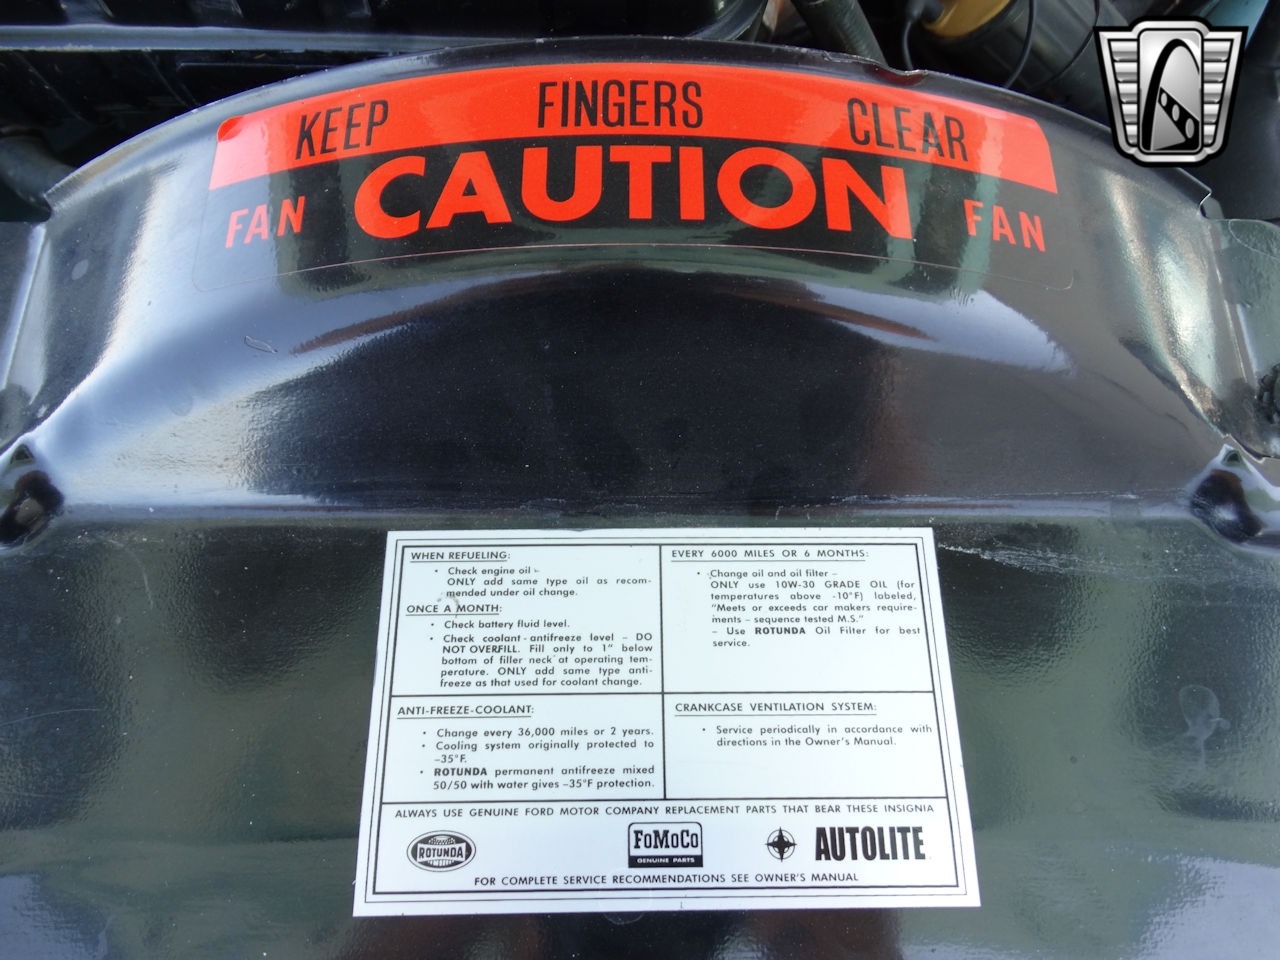 KEEP FINGERS CLEAR
FAN CAUTION FAN
WHEN REFUELING:
• Check engine oil –
ONLY add same type oil as recom-
mended under oil change.
ONCE A MONTH:
• Check battery fluid level.
• Check coolant - antifreeze level – DO
NOT OVERFILL. Fill only to 1" below
bottom of filler neck at operating tem-
perature. ONLY add same type anti-
freeze as that used for coolant change.
EVERY 6000 MILES OR 6 MONTHS:
• Change oil and oil filter –
ONLY use 10W-30 GRADE OIL (for
temperatures above -10°F) labeled,
"Meets or exceeds car makers require-
ments – sequence tested M.S."
– Use ROTUNDA Oil Filter for best
service.
ANTI-FREEZE-COOLANT:
• Change every 36,000 miles or 2 years.
• Cooling system originally protected to
–35°F.
• ROTUNDA permanent antifreeze mixed
50/50 with water gives –35°F protection.
CRANKCASE VENTILATION SYSTEM:
• Service periodically in accordance with
directions in the Owner's Manual.
ALWAYS USE GENUINE FORD MOTOR COMPANY REPLACEMENT PARTS THAT BEAR THESE INSIGNIA
ROTUNDA
FoMoCo
GENUINE PARTS
AUTOLITE
FOR COMPLETE SERVICE RECOMMENDATIONS SEE OWNER'S MANUAL